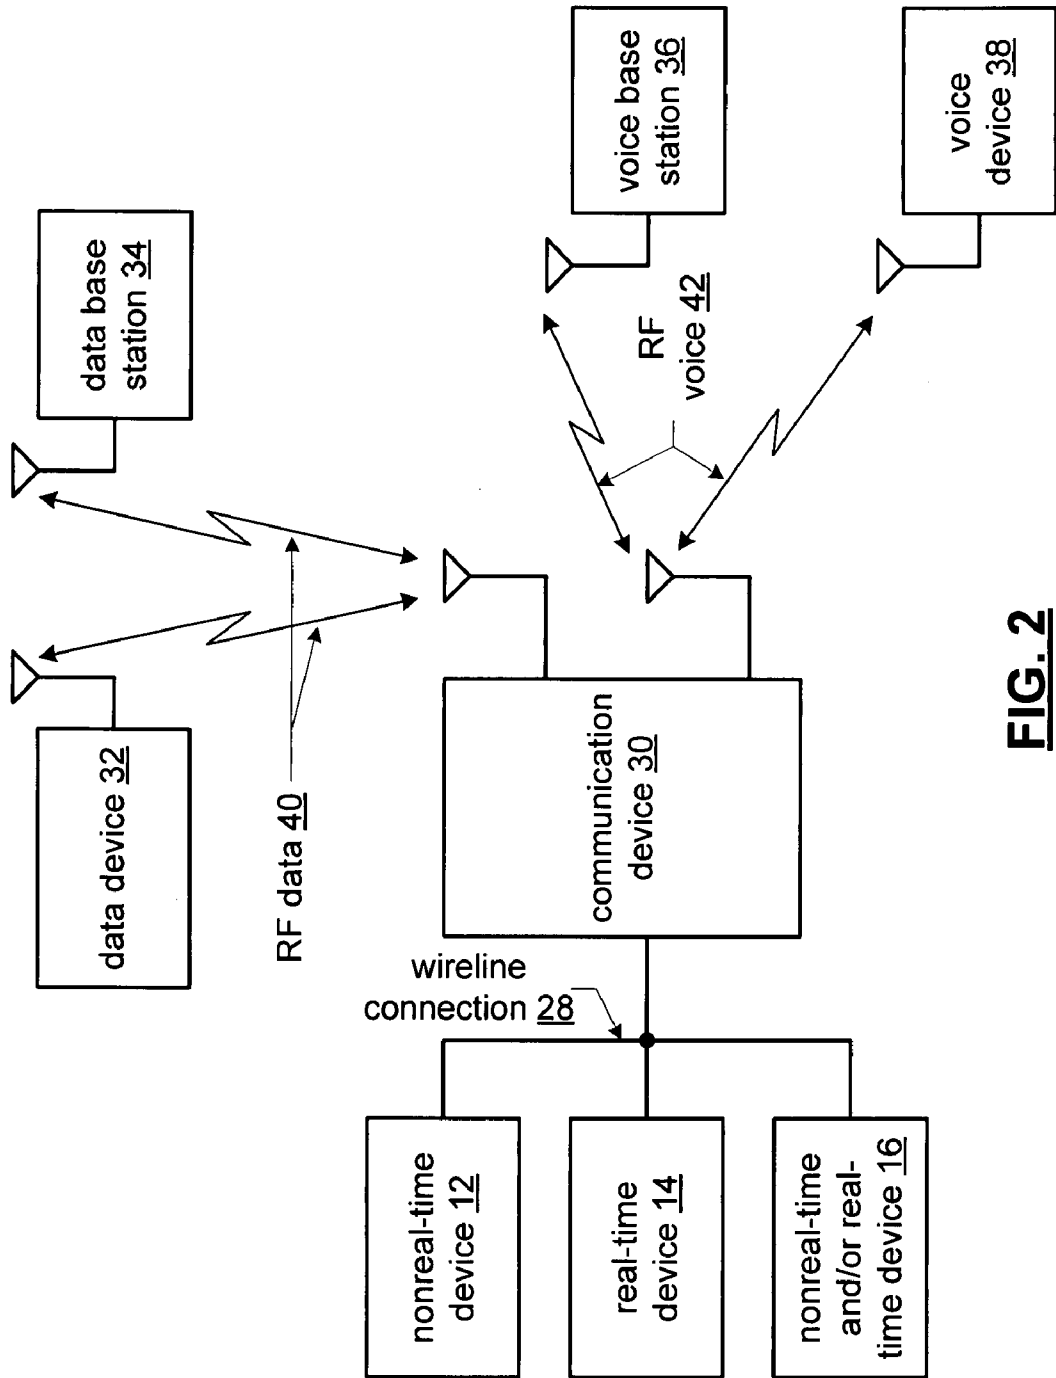 data device 32
data base
station 34
RF data 40
wireline
connection 28
nonreal-time
device 12
real-time
device 14
nonreal-time
and/or real-
time device 16
communication
device 30
RF
voice 42
voice base
station 36
voice
device 38
FIG. 2